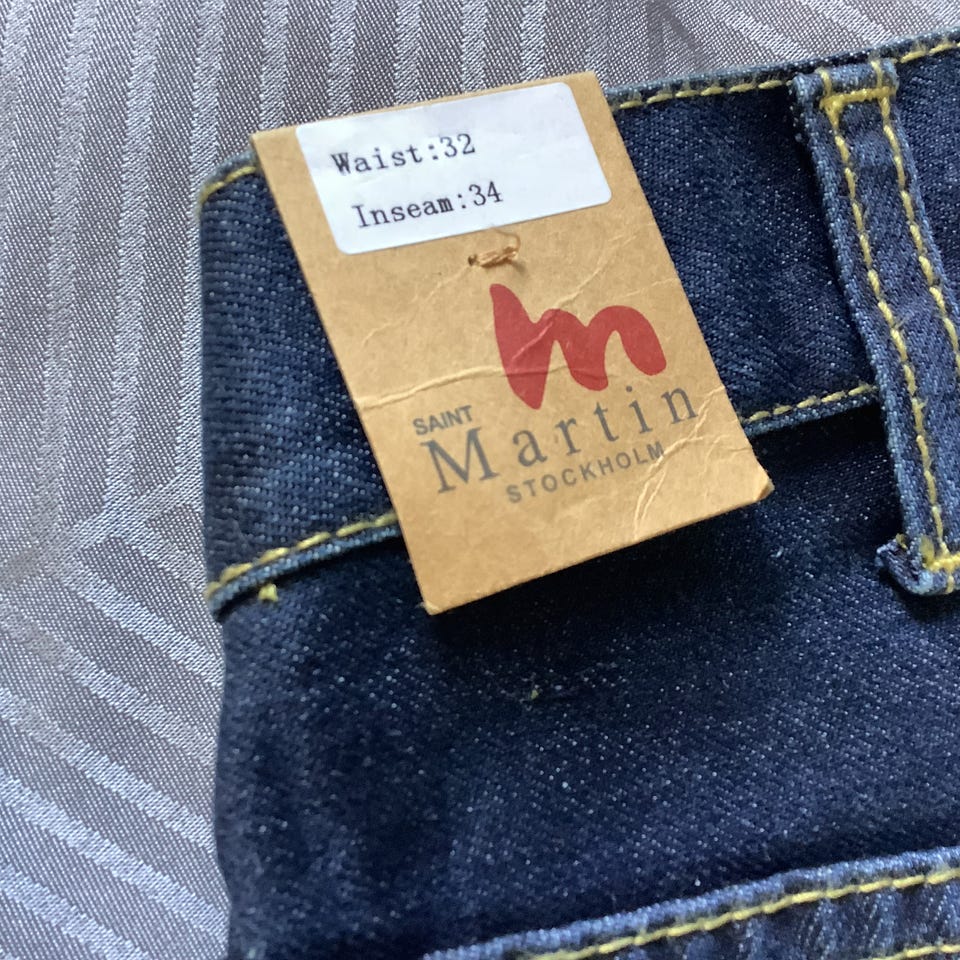 Waist:32
Inseam:34
m
SAINT
Martin
STOCKHOLM